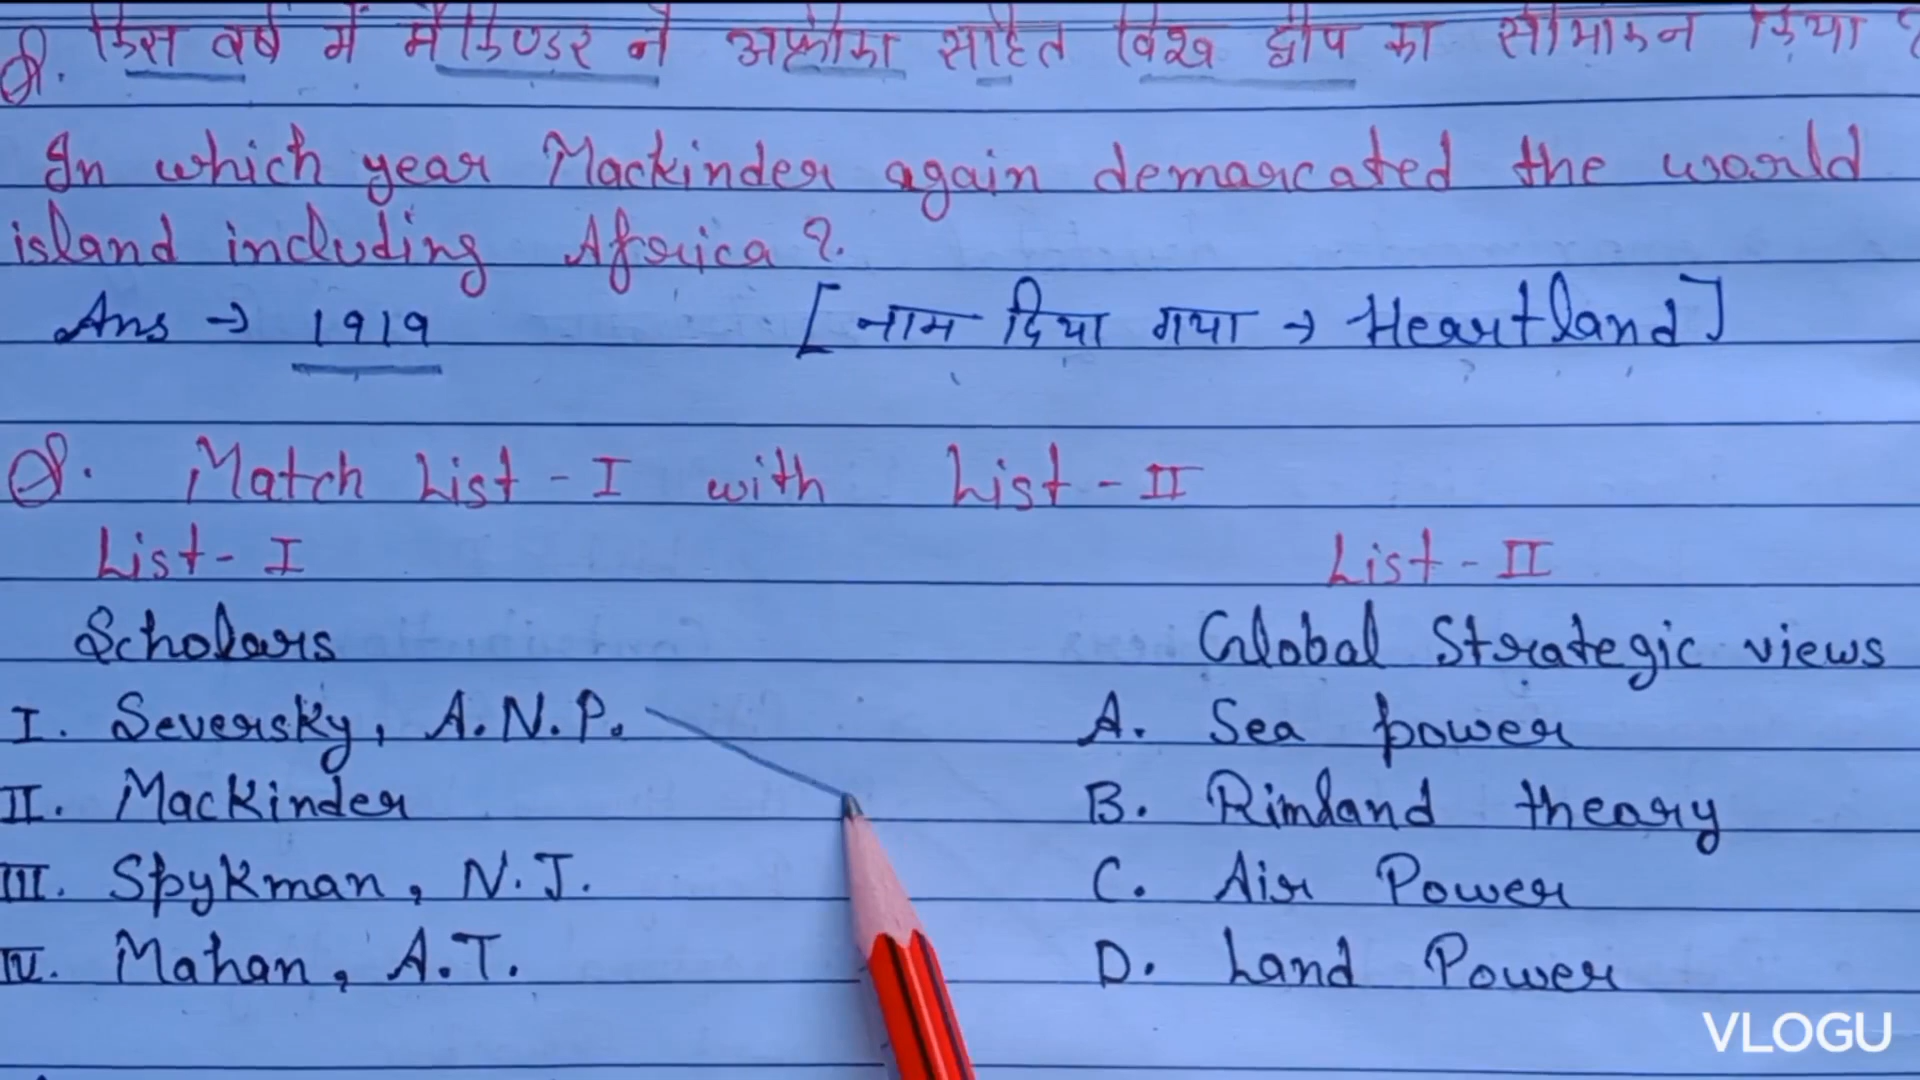 Q. किस वर्ष में मैकिण्डर ने अफ्रीका सहित विश्व द्वीप का सीमांकन किया ?
In which year Mackinder again demarcated the world
island including Africa ?.
Ans → 1919 [नाम दिया गया → Heartland]
Q. Match List - I with List - II
List - I List - II
Scholars Global Strategic views
I. Seversky, A.N.P. A. Sea power
II. Mackinder B. Rimland theory
III. Spykman, N.J. C. Air Power
IV. Mahan, A.T. D. Land Power
VLOGU